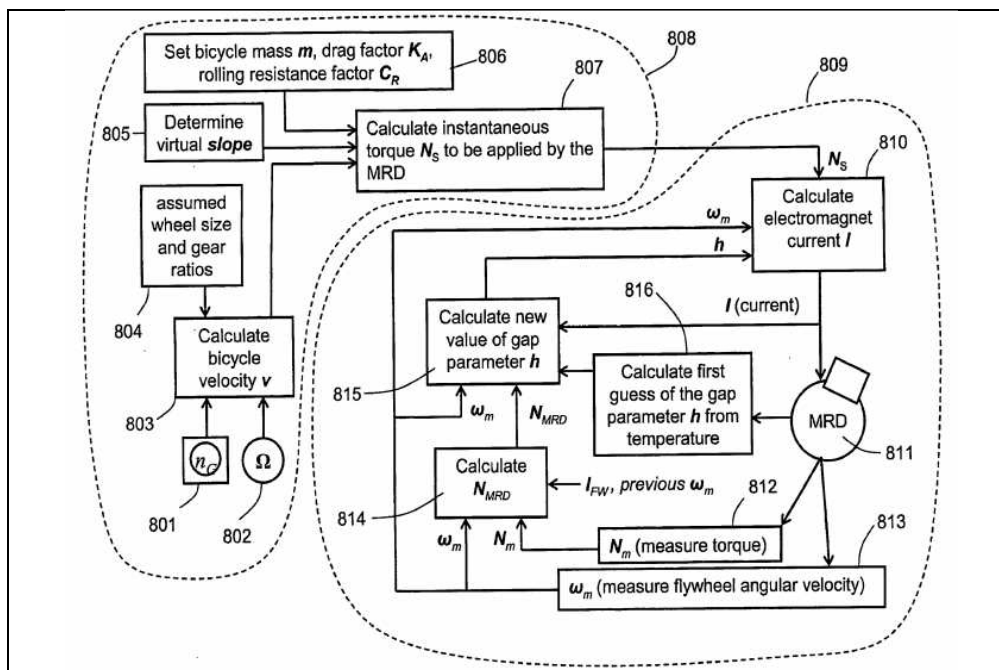 Set bicycle mass m, drag factor K_A,
rolling resistance factor C_R
806
808
807
809
805
Determine
virtual slope
Calculate instantaneous
torque N_S to be applied by the
MRD
N_S
810
Calculate
electromagnet
current I
assumed
wheel size
and gear
ratios
804
ω_m
h
816
I (current)
Calculate
bicycle
velocity v
803
Calculate new
value of gap
parameter h
815
Calculate first
guess of the gap
parameter h from
temperature
MRD
811
n_G
Ω
801
802
ω_m
N_MRD
Calculate
N_MRD
814
I_FW, previous ω_m
812
813
ω_m
N_m
N_m (measure torque)
ω_m (measure flywheel angular velocity)